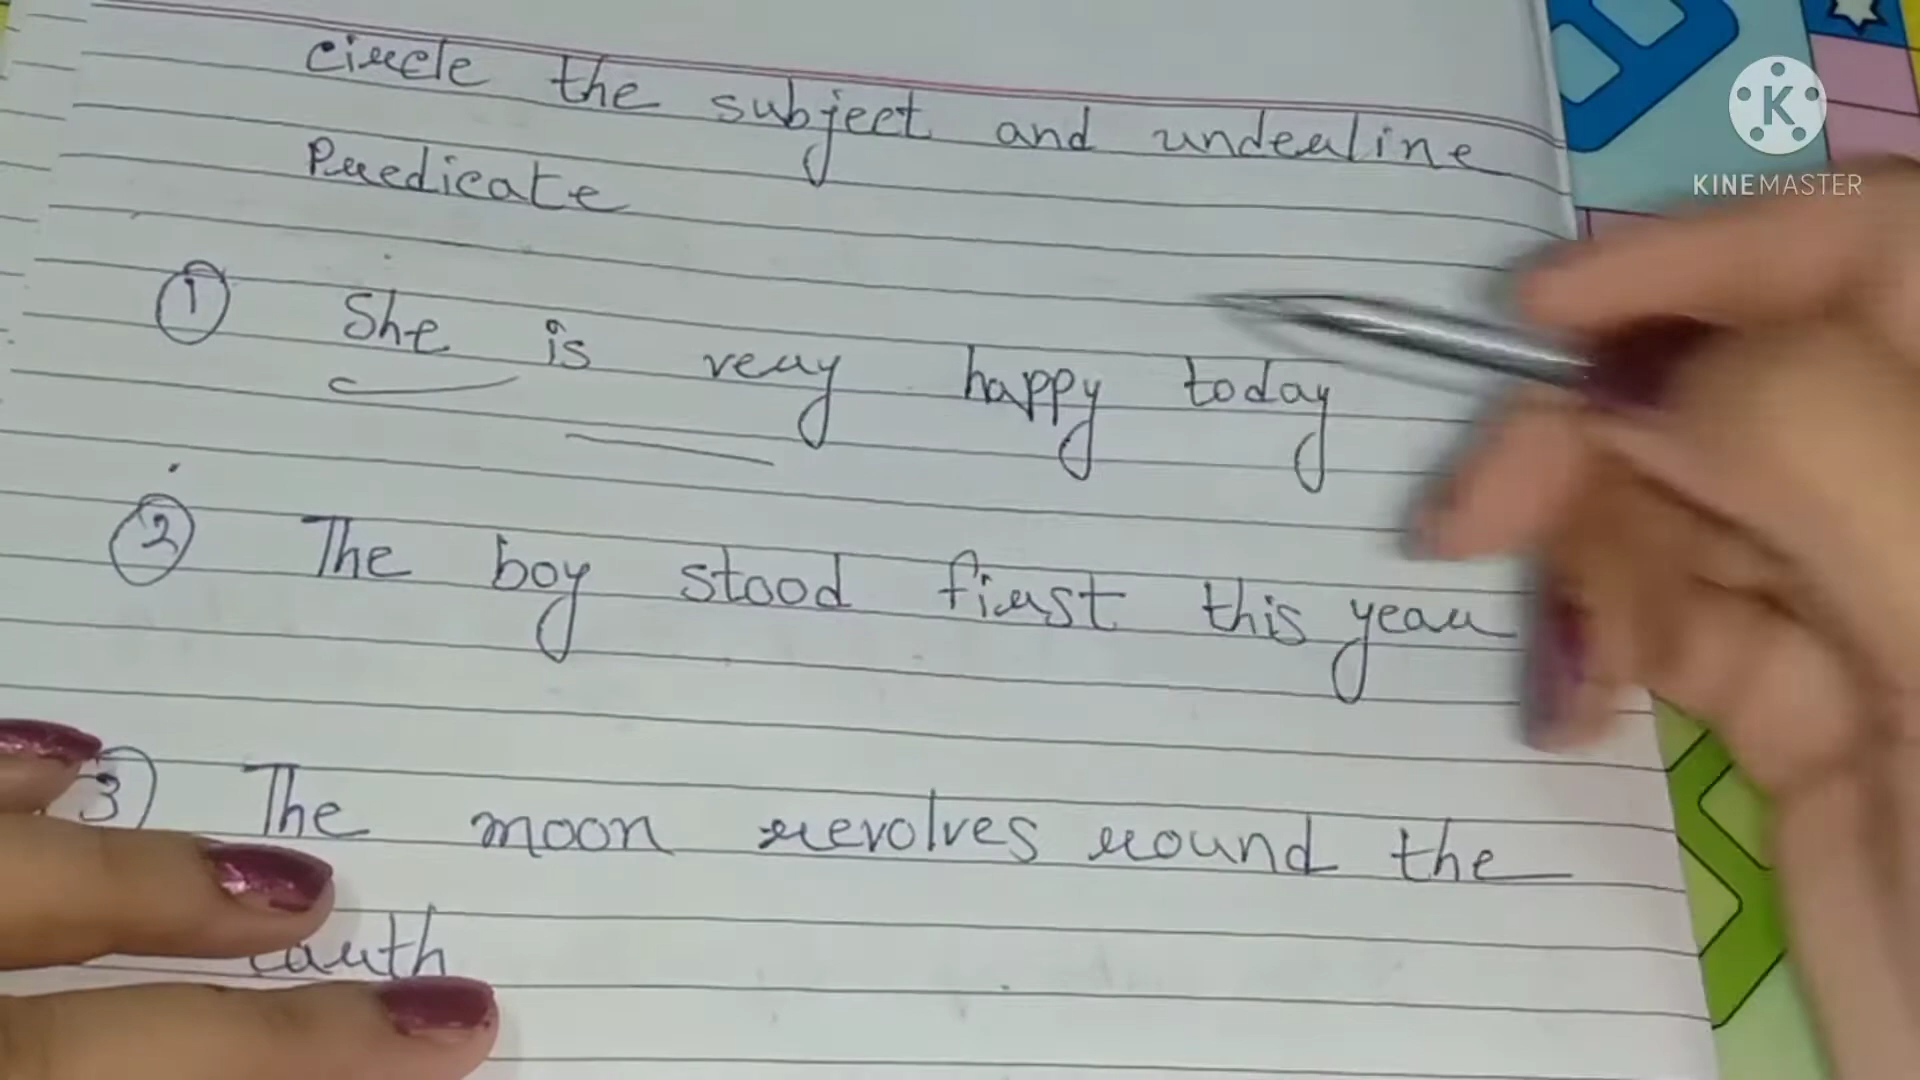 circle the subject and underline
Predicate
KINEMASTER
1 She is very happy today
2 The boy stood first this year
3 The moon revolves round the
earth